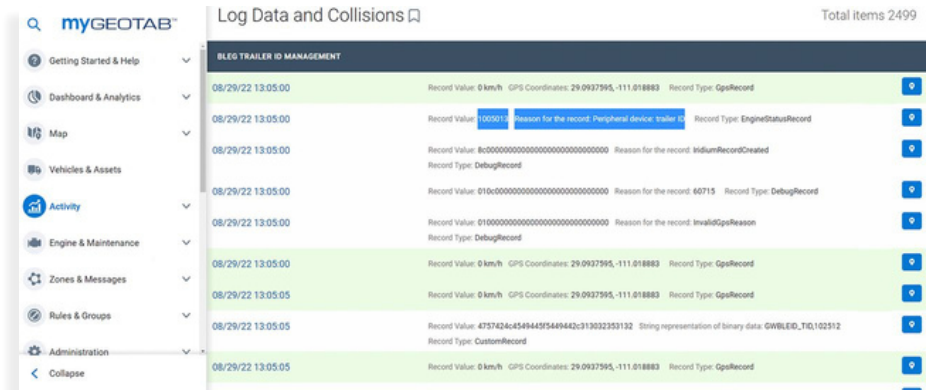 myGEOTAB™
Log Data and Collisions
Total items 2499
Getting Started & Help
Dashboard & Analytics
Map
Vehicles & Assets
Activity
Engine & Maintenance
Zones & Messages
Rules & Groups
Administration
Collapse
BLEG TRAILER ID MANAGEMENT
08/29/22 13:05:00 Record Value: 0 km/h GPS Coordinates: 29.0937595, -111.018883 Record Type: GpsRecord
08/29/22 13:05:00 Record Value: 1005013 Reason for the record: Peripheral device: trailer ID Record Type: EngineStatusRecord
08/29/22 13:05:00 Record Value: Reason for the record: IridiumRecordCreated
Record Type: DebugRecord
08/29/22 13:05:00 Record Value: Reason for the record: 60715 Record Type: DebugRecord
08/29/22 13:05:00 Record Value: Reason for the record: InvalidGpsReason
Record Type: DebugRecord
08/29/22 13:05:00 Record Value: 0 km/h GPS Coordinates: 29.0937595, -111.018883 Record Type: GpsRecord
08/29/22 13:05:05 Record Value: 0 km/h GPS Coordinates: 29.0937595, -111.018883 Record Type: GpsRecord
08/29/22 13:05:05 Record Value: 4757424c4549445f5449442c313032353132 String representation of binary data: GWBLEID_TID,102512
Record Type: CustomRecord
08/29/22 13:05:05 Record Value: 0 km/h GPS Coordinates: 29.0937595, -111.018883 Record Type: GpsRecord